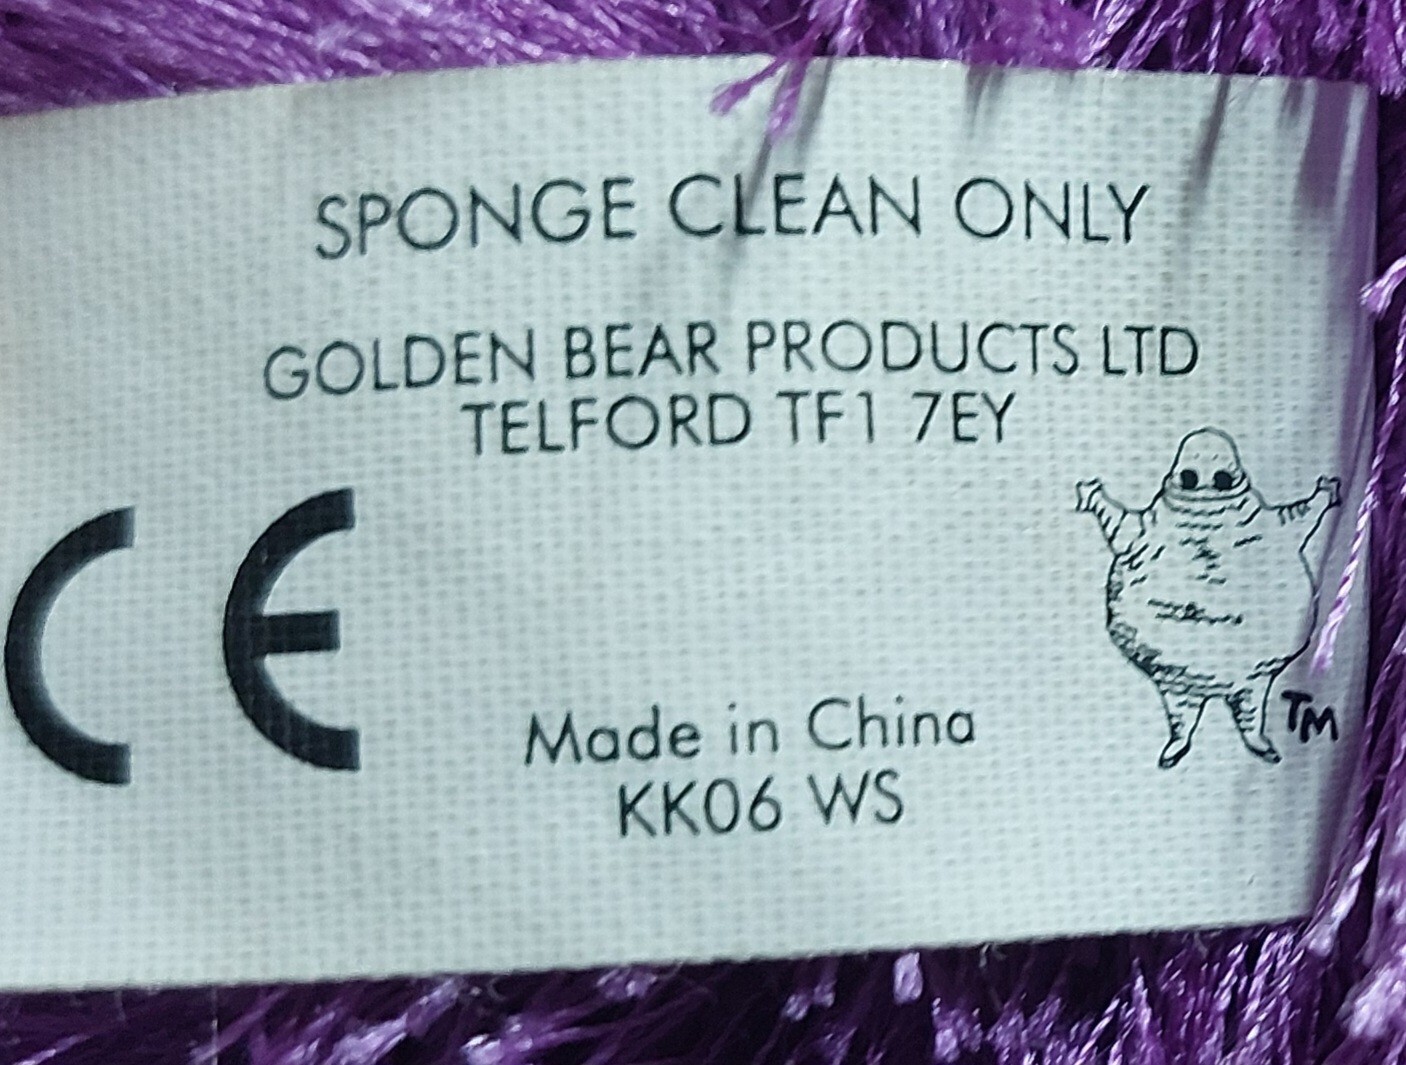 SPONGE CLEAN ONLY
GOLDEN BEAR PRODUCTS LTD
TELFORD TF1 7EY
CE
Made in China
KK06 WS
TM